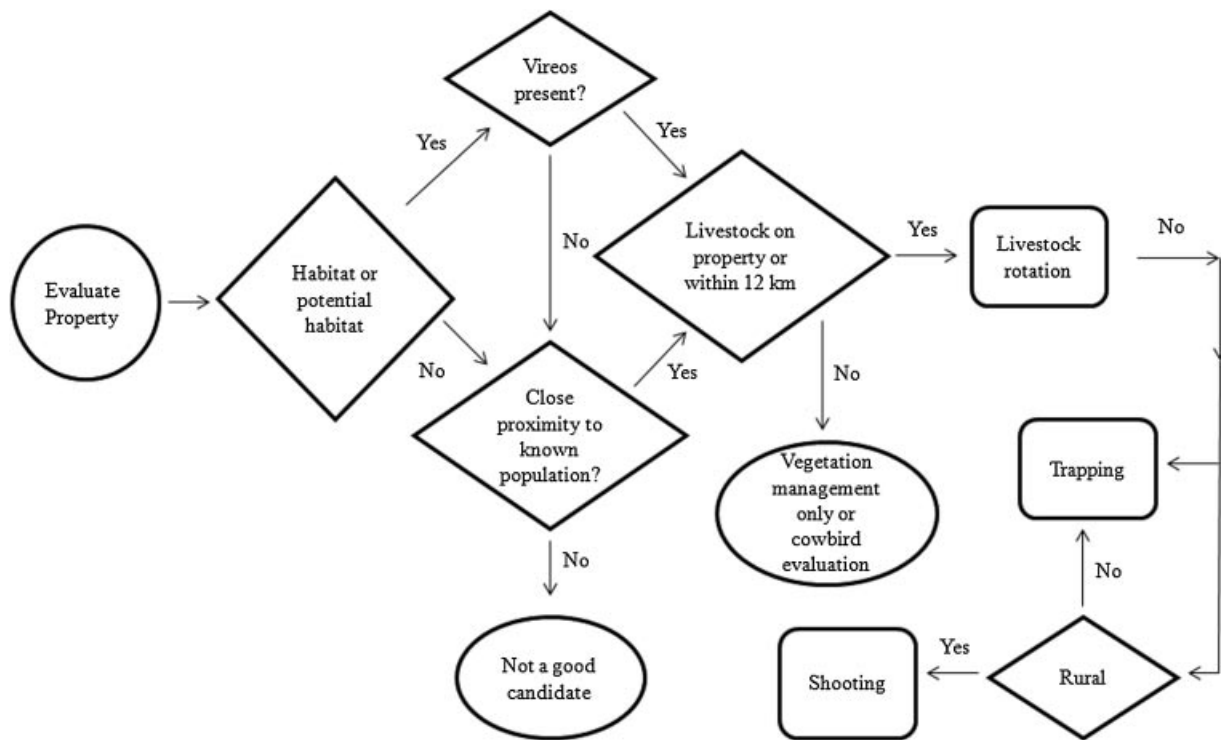 Vireos
present?
Yes
Yes
Evaluate
Property
Habitat or
potential
habitat
No
No
Livestock on
property or
within 12 km
Yes
Livestock
rotation
No
Close
proximity to
known
population?
Yes
No
Vegetation
management
only or
cowbird
evaluation
Trapping
No
No
Not a good
candidate
Shooting
Yes
Rural